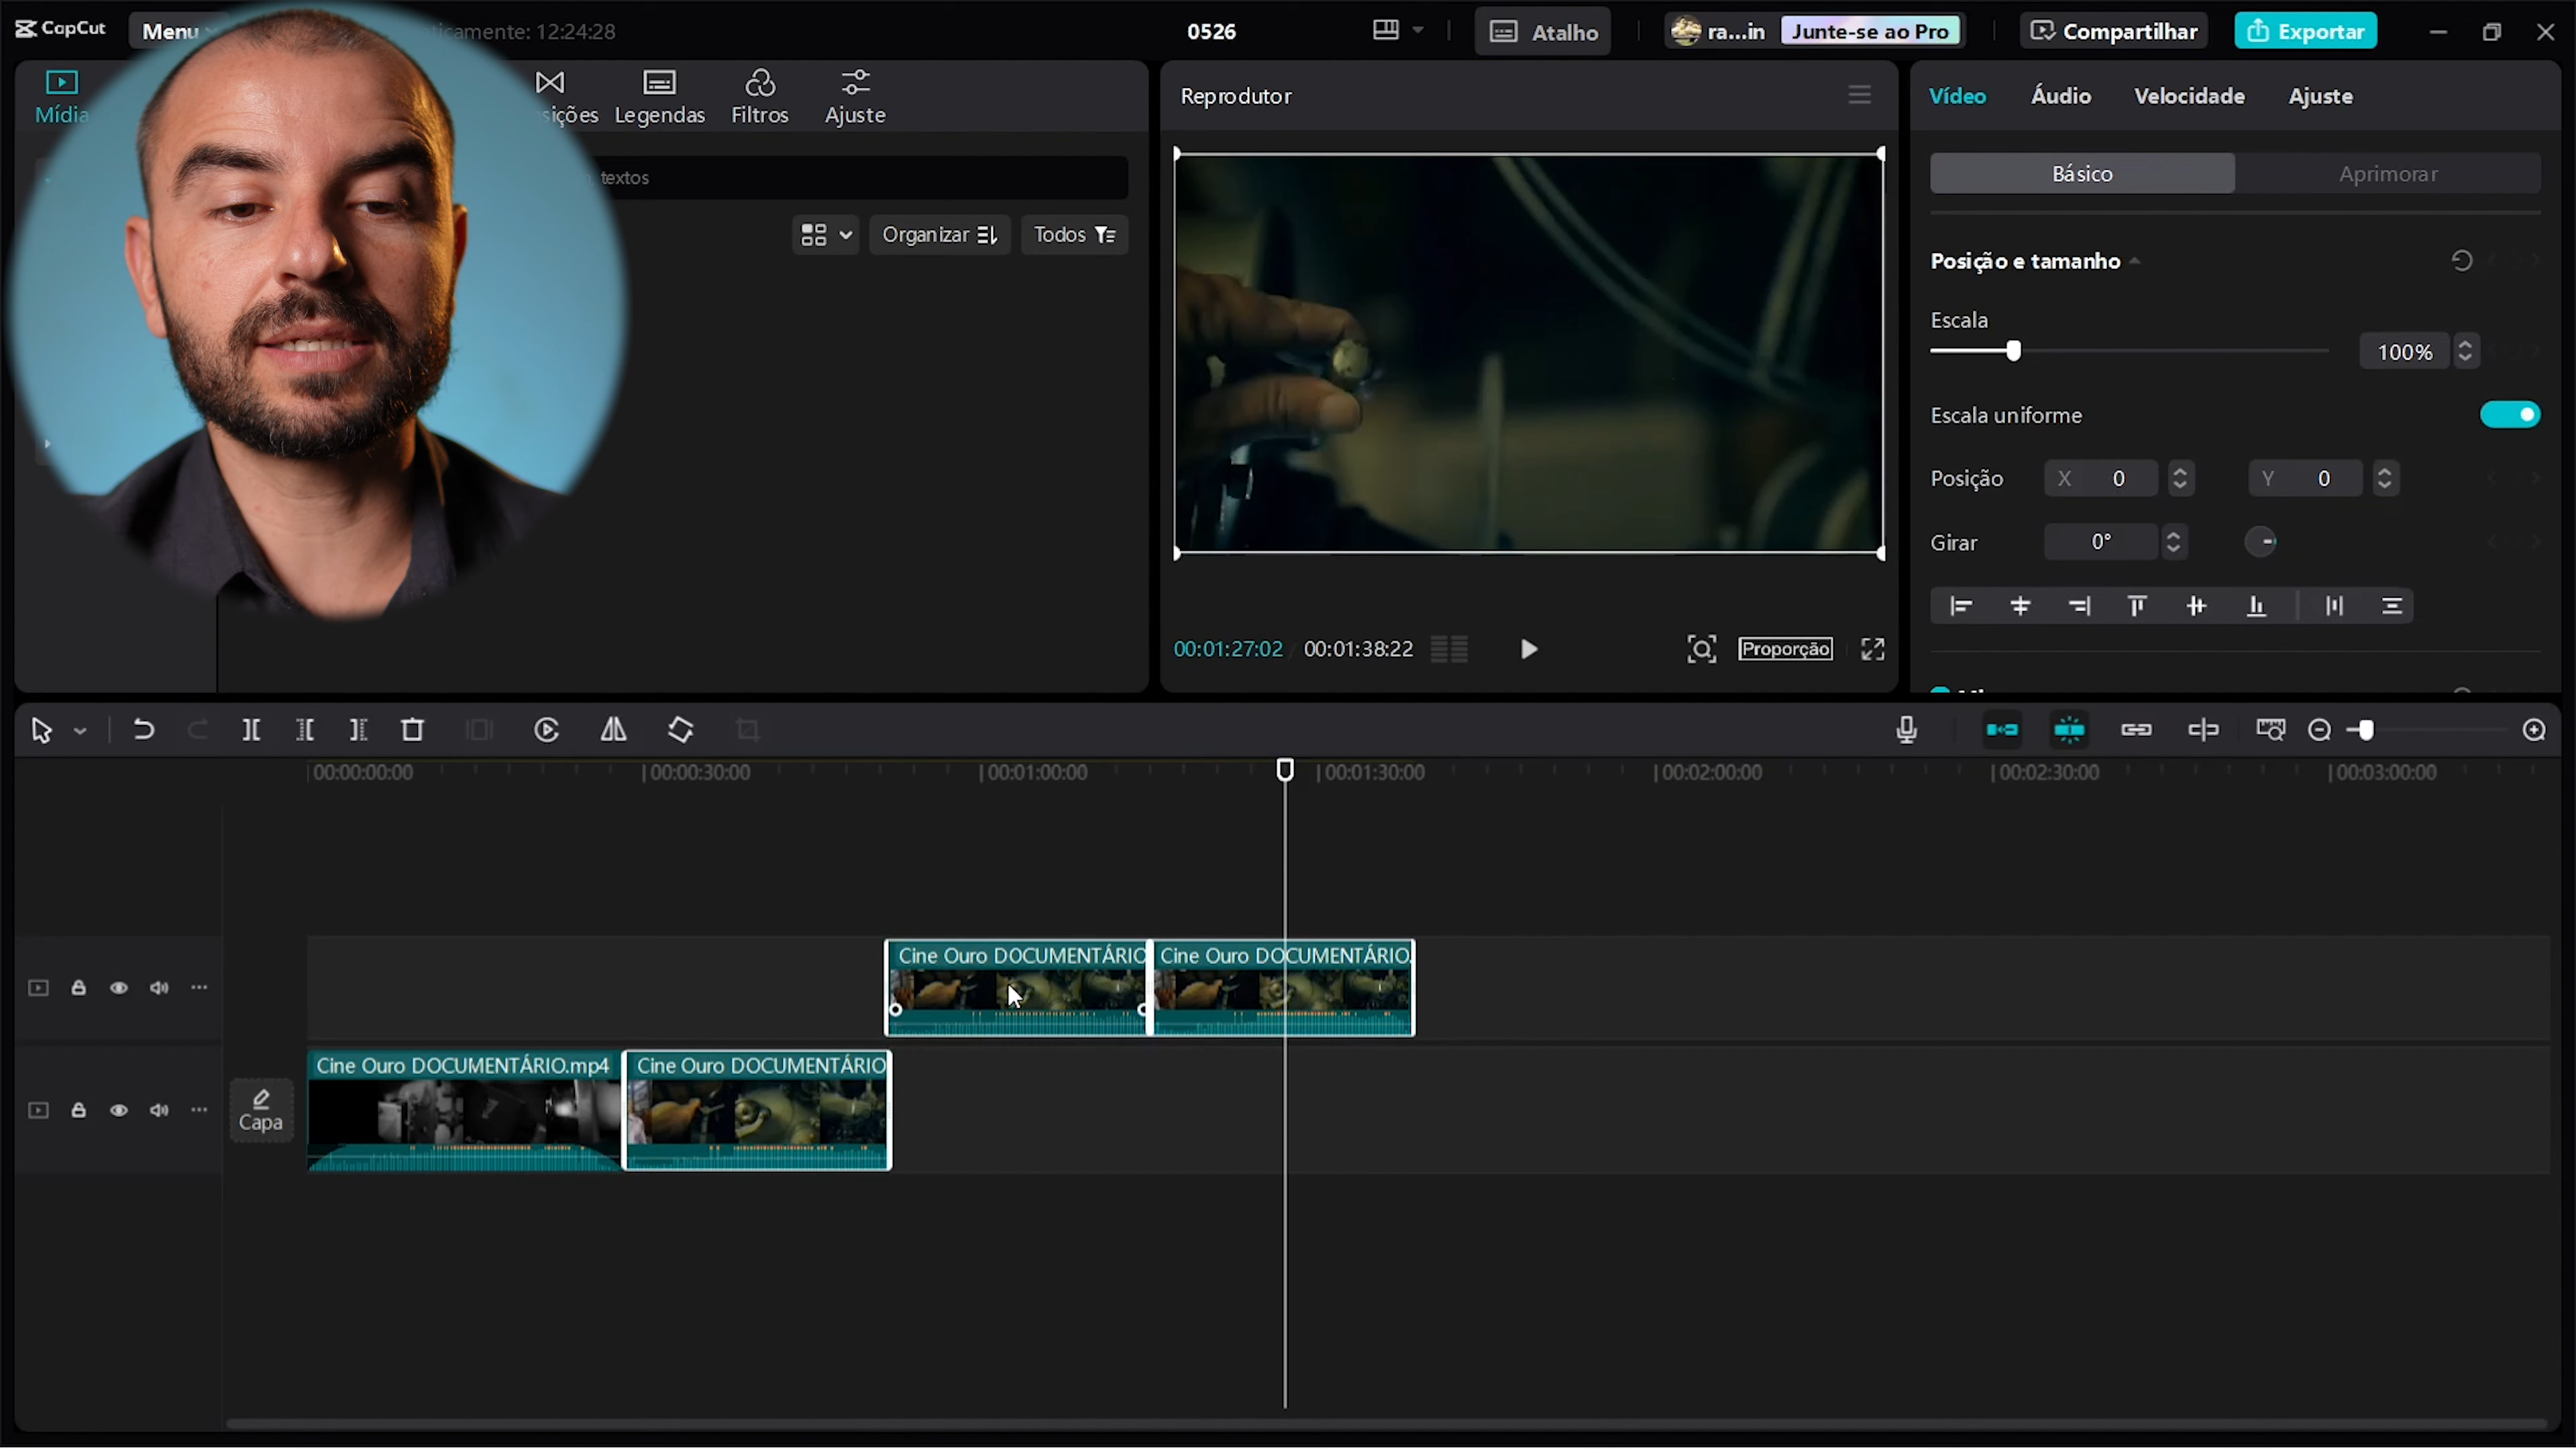 CapCut
Menu
ticamente: 12:24:28
0526
Atalho
ra...in
Junte-se ao Pro
Compartilhar
Exportar
Mídia
sições
Legendas
Filtros
Ajuste
textos
Organizar
Todos
Reprodutor
00:01:27:02
00:01:38:22
Proporção
Vídeo
Áudio
Velocidade
Ajuste
Básico
Aprimorar
Posição e tamanho
Escala
100%
Escala uniforme
Posição
X 0
Y 0
Girar
0°
00:00:00:00
00:00:30:00
00:01:00:00
00:01:30:00
00:02:00:00
00:02:30:00
00:03:00:00
Cine Ouro DOCUMENTÁRIO
Cine Ouro DOCUMENTÁRIO.
Capa
Cine Ouro DOCUMENTÁRIO.mp4
Cine Ouro DOCUMENTÁRIO